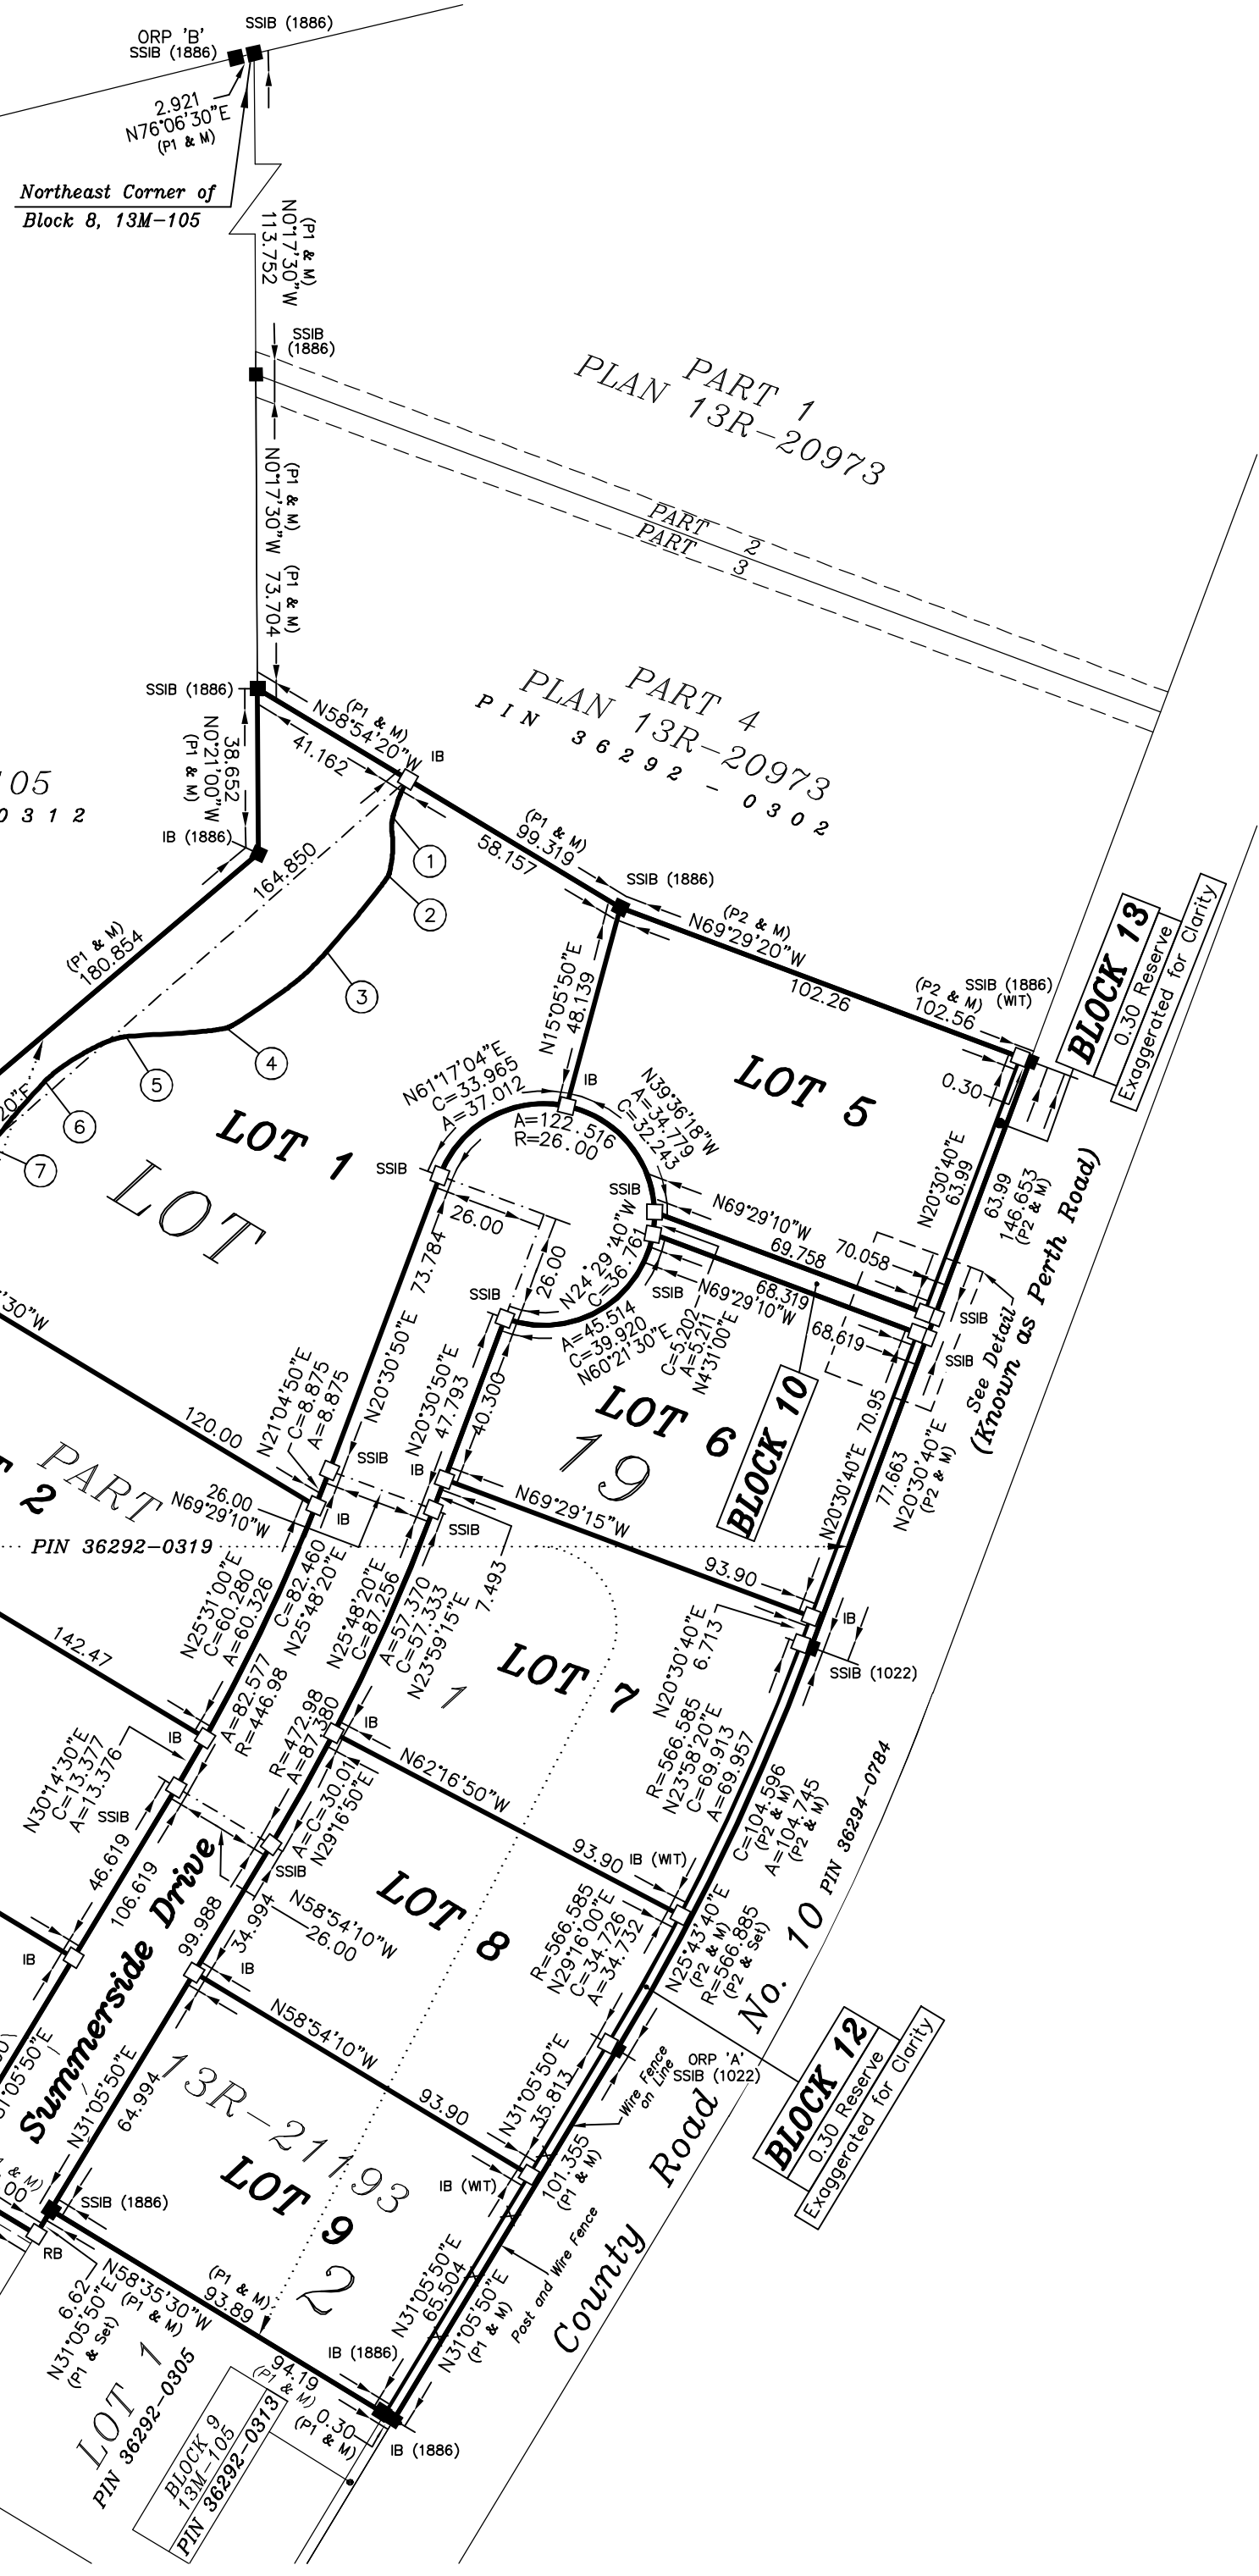 ORP 'B'
SSIB (1886)
SSIB (1886)
2.921
N76°06'30"E
(P1 & M)
Northeast Corner of
Block 8, 13M-105
(P1 & M)
N0°17'30"W
113.752
SSIB
(1886)
PART 1
PLAN 13R-20973
PART 2
PART 3
(P1 & M)
N0°17'30"W
(P1 & M)
73.704
PART 4
PLAN 13R-20973
PIN 36292-0302
SSIB (1886)
(P1 & M)
N58°54'20"W
41.162
IB
38.652
N0°21'00"W
(P1 & M)
'05
0312
IB (1886)
164.850
(P1 & M)
180.854
(P1 & M)
99.319
58.157
SSIB (1886)
(P2 & M)
N69°29'20"W
102.26
(P2 & M)
102.56
SSIB (1886)
(WIT)
BLOCK 13
0.30 Reserve
Exaggerated for Clarity
0.30
1
2
3
4
5
6
7
20"E
N15°05'50"E
48.139
LOT 5
LOT 1
LOT
N61°17'04"E
C=33.965
A=37.012
IB
A=122.516
R=26.00
N39°36'18"W
A=34.779
C=32.243
SSIB
SSIB
26.00
26.00
N24°29'40"W
C=36.761
N69°29'10"W
69.758
70.058
N20°30'40"E
63.99
63.99
146.653
(P2 & M)
68.319
N69°29'10"W
68.619
SSIB
SSIB
SSIB
SSIB
A=45.514
C=39.920
N60°21'30"E
C=5.202
A=5.211
N4°31'00"E
See Detail
(Known as Perth Road)
73.784
N20°30'50"E
N20°30'50"E
47.793
40.300
LOT 6
19
BLOCK 10
70.95
N20°30'40"E
77.663
N20°30'40"E
(P2 & M)
'30"W
120.00
N21°04'50"E
C=8.875
A=8.875
SSIB
IB
T 2
PART
26.00
N69°29'10"W
IB
SSIB
N69°29'15"W
93.90
PIN 36292-0319
7.493
N25°31'00"E
C=60.280
A=60.326
C=82.460
N25°48'20"E
N25°48'20"E
C=87.256
A=57.370
C=57.333
N23°59'15"E
142.47
LOT 7
1
N20°30'40"E
6.713
IB
SSIB (1022)
IB
A=82.577
R=446.98
R=472.98
A=87.380
IB
N62°16'50"W
93.90
R=566.585
N23°58'20"E
C=69.913
A=69.957
N30°14'30"E
C=13.377
A=13.376
SSIB
A=C=30.01
N29°16'50"E
SSIB
C=104.596
(P2 & M)
A=104.745
(P2 & M)
PIN 36294-0784
46.619
106.619
Summerside Drive
99.988
34.994
N58°54'10"W
26.00
LOT 8
IB (WIT)
R=566.585
N29°16'00"E
C=34.726
A=34.732
N25°43'40"E
(P2 & M)
R=566.885
(P2 & Set)
IB
IB
N58°54'10"W
93.90
County Road No. 10
BLOCK 12
0.30 Reserve
Exaggerated for Clarity
ORP 'A'
SSIB (1022)
Wire Fence
on Line
N31°05'50"E
35.813
101.355
(P1 & M)
IB (WIT)
1°05'50"E
N31°05'50"E
64.994
13R-21193
LOT 9
2
SSIB (1886)
RB
& M)
.00
6.62
N31°05'50"E
(P1 & Set)
N58°35'30"W
(P1 & M)
(P1 & M)
93.89
N31°05'50"E
65.504
N31°05'50"E
(P1 & M)
Post and Wire Fence
IB (1886)
94.19
(P1 & M)
0.30
(P1 & M)
IB (1886)
LOT 1
PIN 36292-0305
BLOCK 9
13M-105
PIN 36292-0313